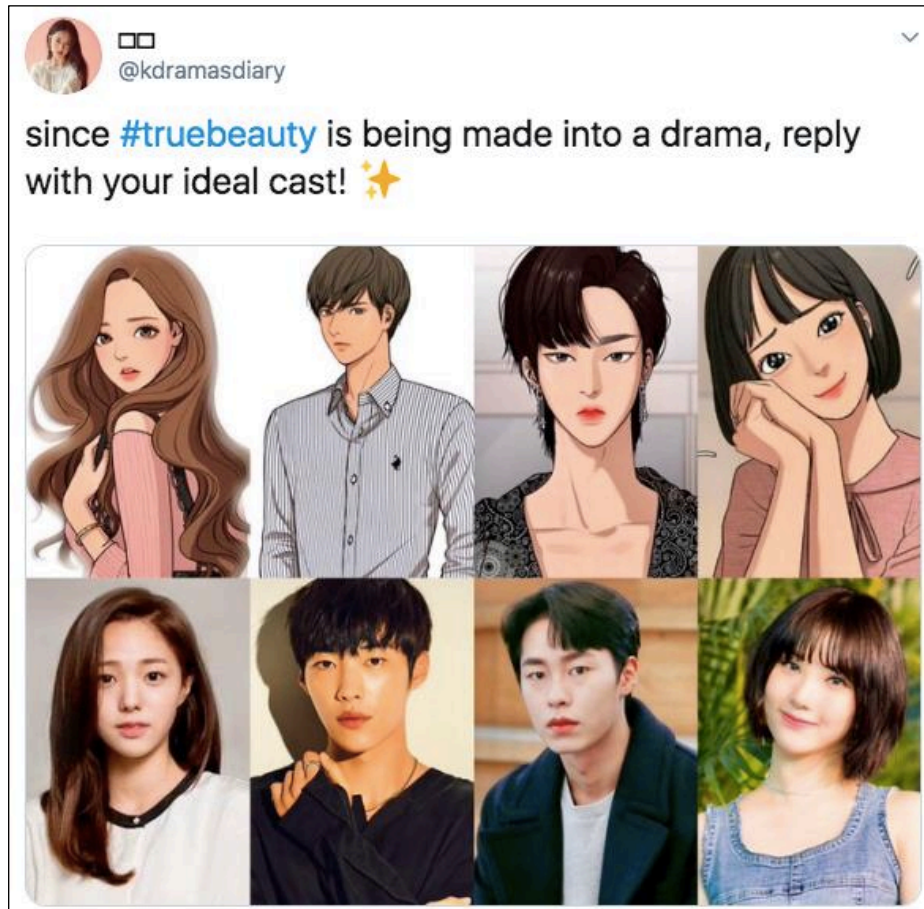 @kdramasdiary
since #truebeauty is being made into a drama, reply
with your ideal cast! ✨